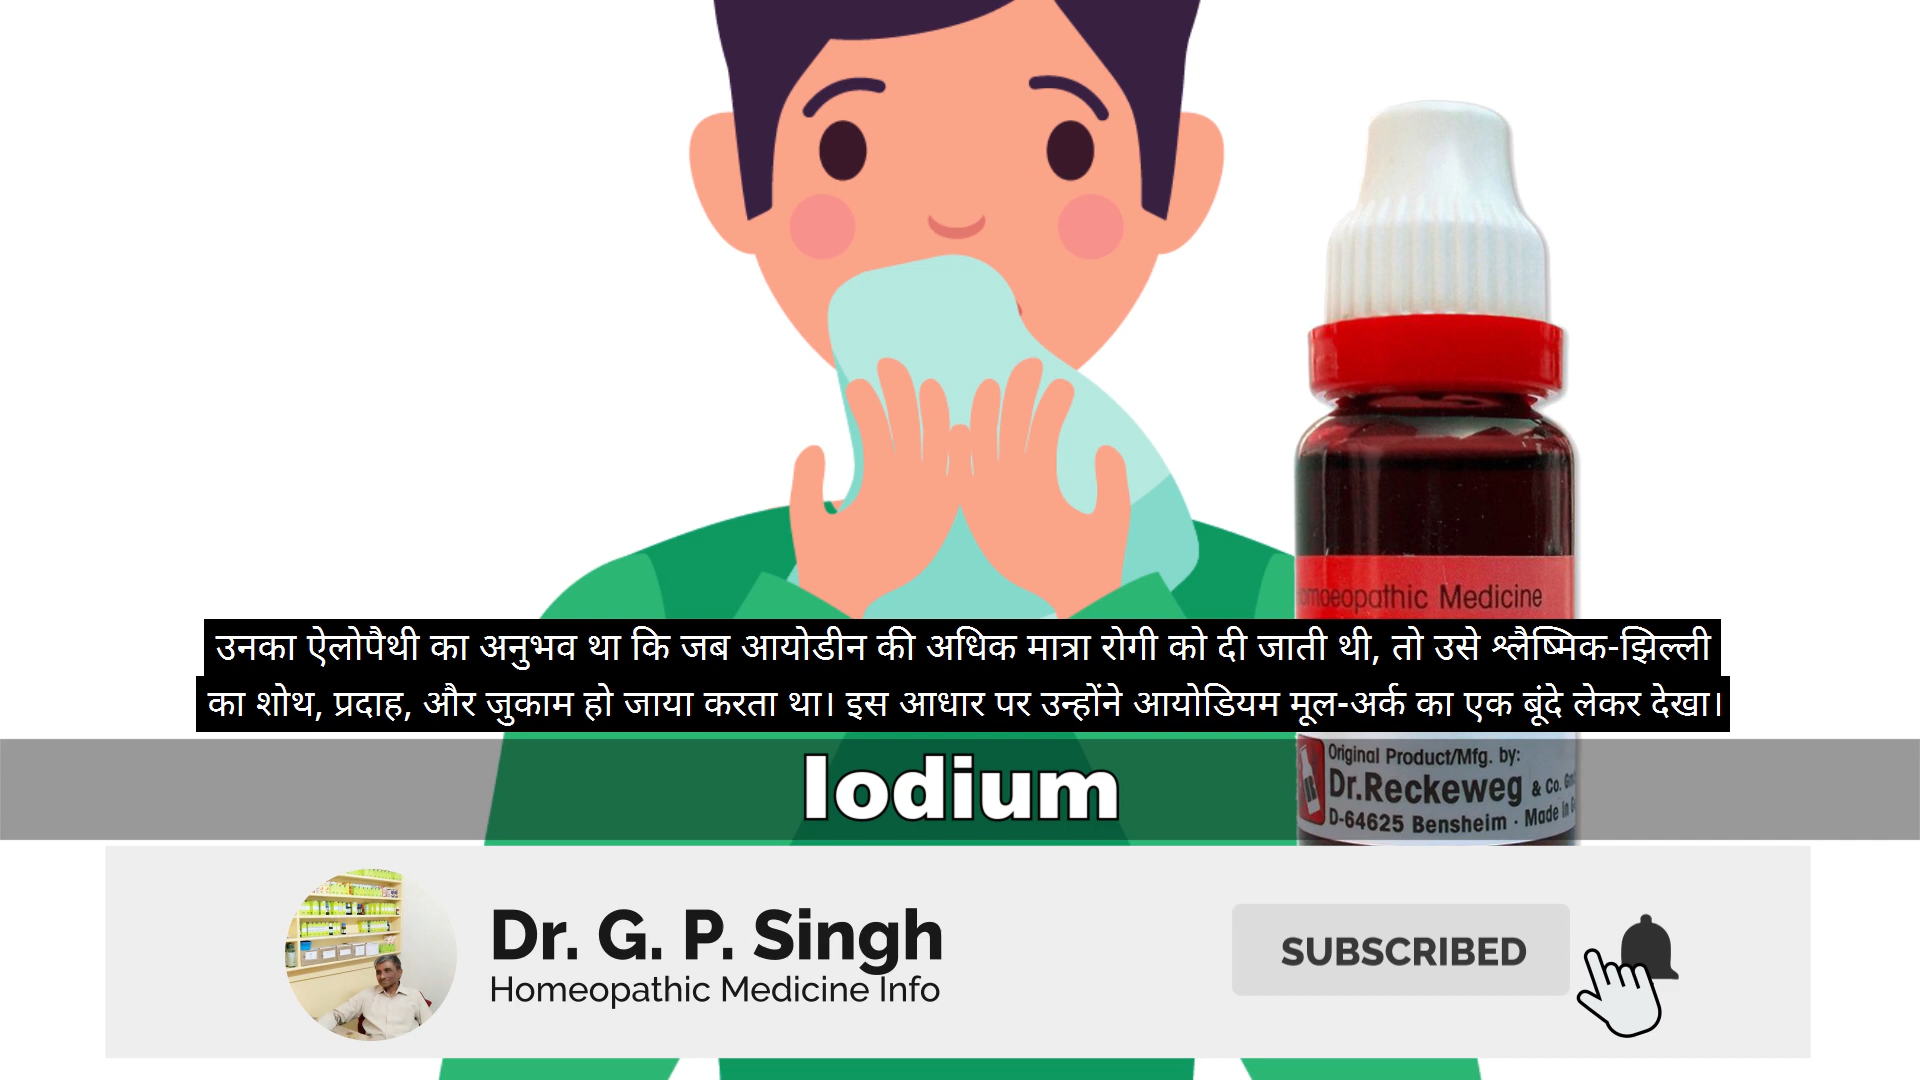 omoeopathic Medicine
उनका ऐलोपैथी का अनुभव था कि जब आयोडीन की अधिक मात्रा रोगी को दी जाती थी, तो उसे श्लैष्मिक-झिल्ली
का शोथ, प्रदाह, और जुकाम हो जाया करता था। इस आधार पर उन्होंने आयोडियम मूल-अर्क का एक बूंदे लेकर देखा।
Iodium
Original Product/Mfg. by:
Dr.Reckeweg & Co.
D-64625 Bensheim · Made in
Dr. G. P. Singh
Homeopathic Medicine Info
SUBSCRIBED